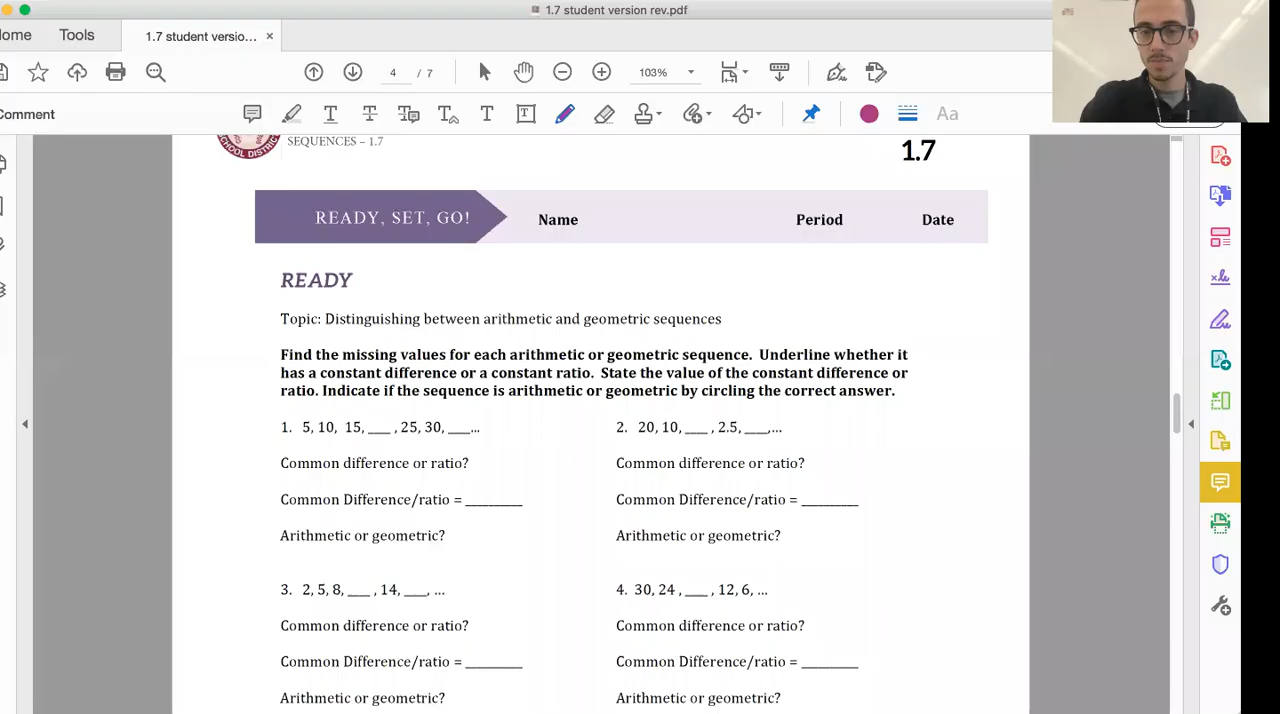 1.7 student version rev.pdf
ome Tools 1.7 student versio... ×
4 / 7 103%
omment Aa
SCHOOL DISTRICT
SEQUENCES – 1.7
1.7
READY, SET, GO! Name Period Date
READY
Topic: Distinguishing between arithmetic and geometric sequences
Find the missing values for each arithmetic or geometric sequence. Underline whether it
has a constant difference or a constant ratio. State the value of the constant difference or
ratio. Indicate if the sequence is arithmetic or geometric by circling the correct answer.
1. 5, 10, 15, ___ , 25, 30, ___...
Common difference or ratio?
Common Difference/ratio = ________
Arithmetic or geometric?
2. 20, 10, ___ , 2.5, ___,...
Common difference or ratio?
Common Difference/ratio = ________
Arithmetic or geometric?
3. 2, 5, 8, ___ , 14, ___, ...
Common difference or ratio?
Common Difference/ratio = ________
Arithmetic or geometric?
4. 30, 24 , ___ , 12, 6, ...
Common difference or ratio?
Common Difference/ratio = ________
Arithmetic or geometric?